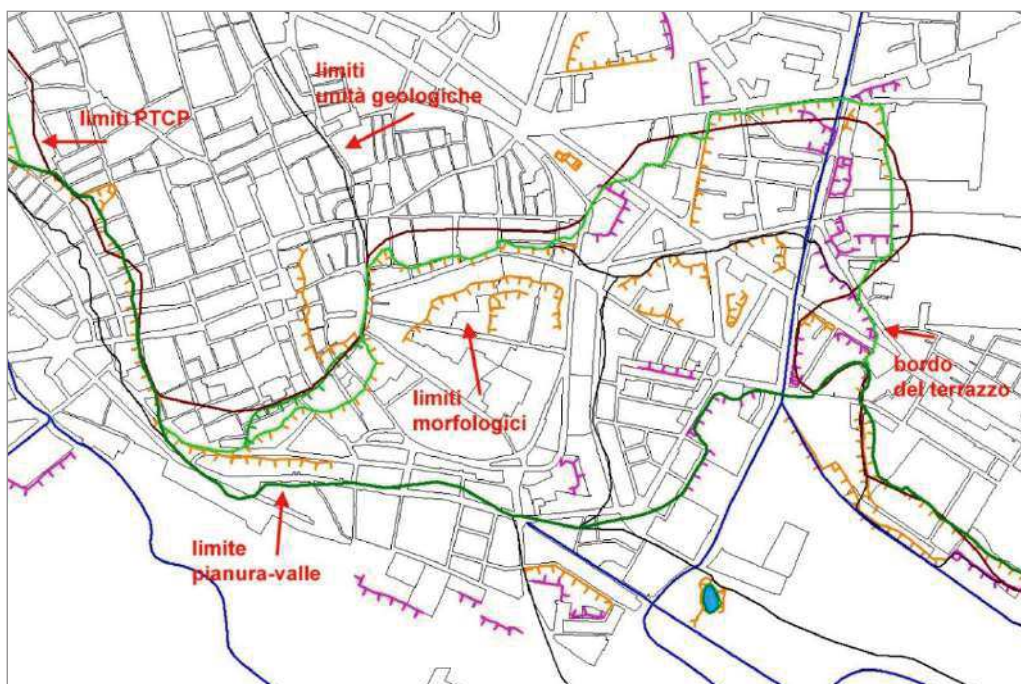 limiti
unità geologiche
limiti PTCP
bordo
del terrazzo
limiti
morfologici
limite
pianura-valle